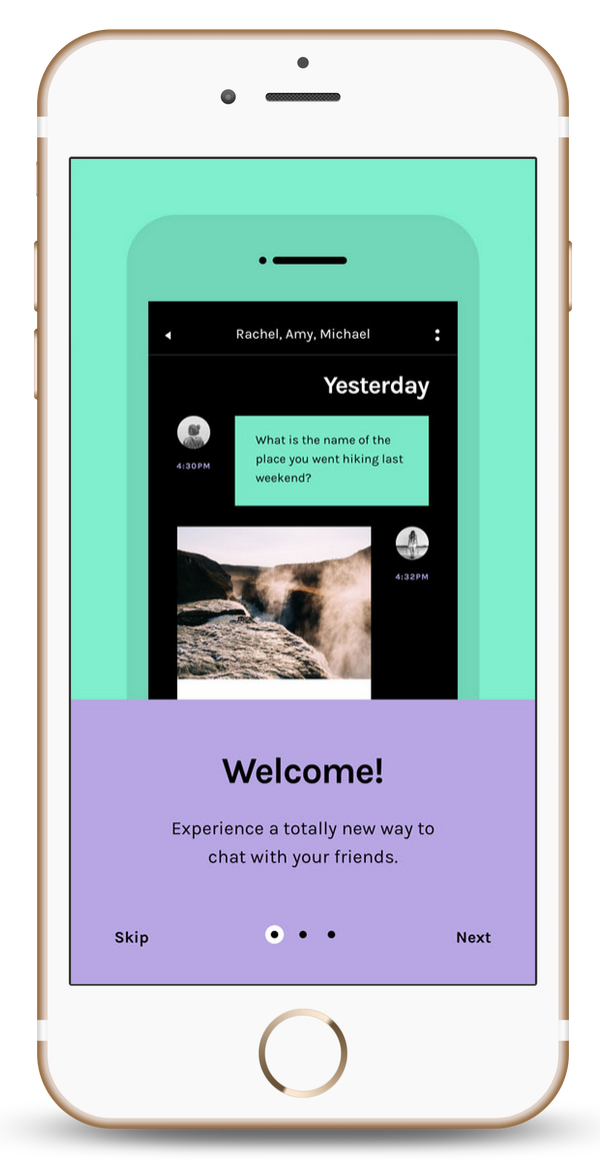 Rachel, Amy, Michael
Yesterday
4:30PM
What is the name of the
place you went hiking last
weekend?
4:32PM
Welcome!
Experience a totally new way to
chat with your friends.
Skip
Next